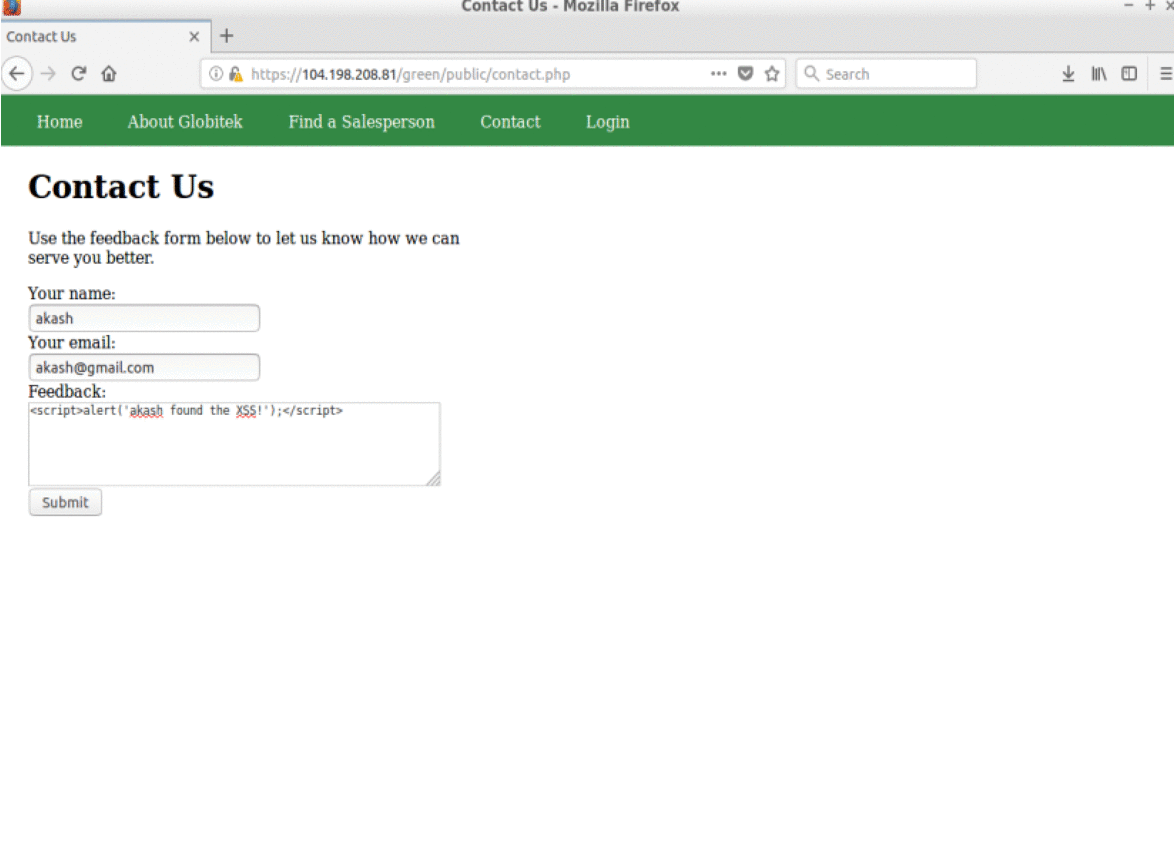 Contact Us - Mozilla Firefox
Contact Us
https://104.198.208.81/green/public/contact.php
Search
Home About Globitek Find a Salesperson Contact Login
Contact Us
Use the feedback form below to let us know how we can
serve you better.
Your name:
akash
Your email:
akash@gmail.com
Feedback:
<script>alert('akash found the XSS!');</script>
Submit